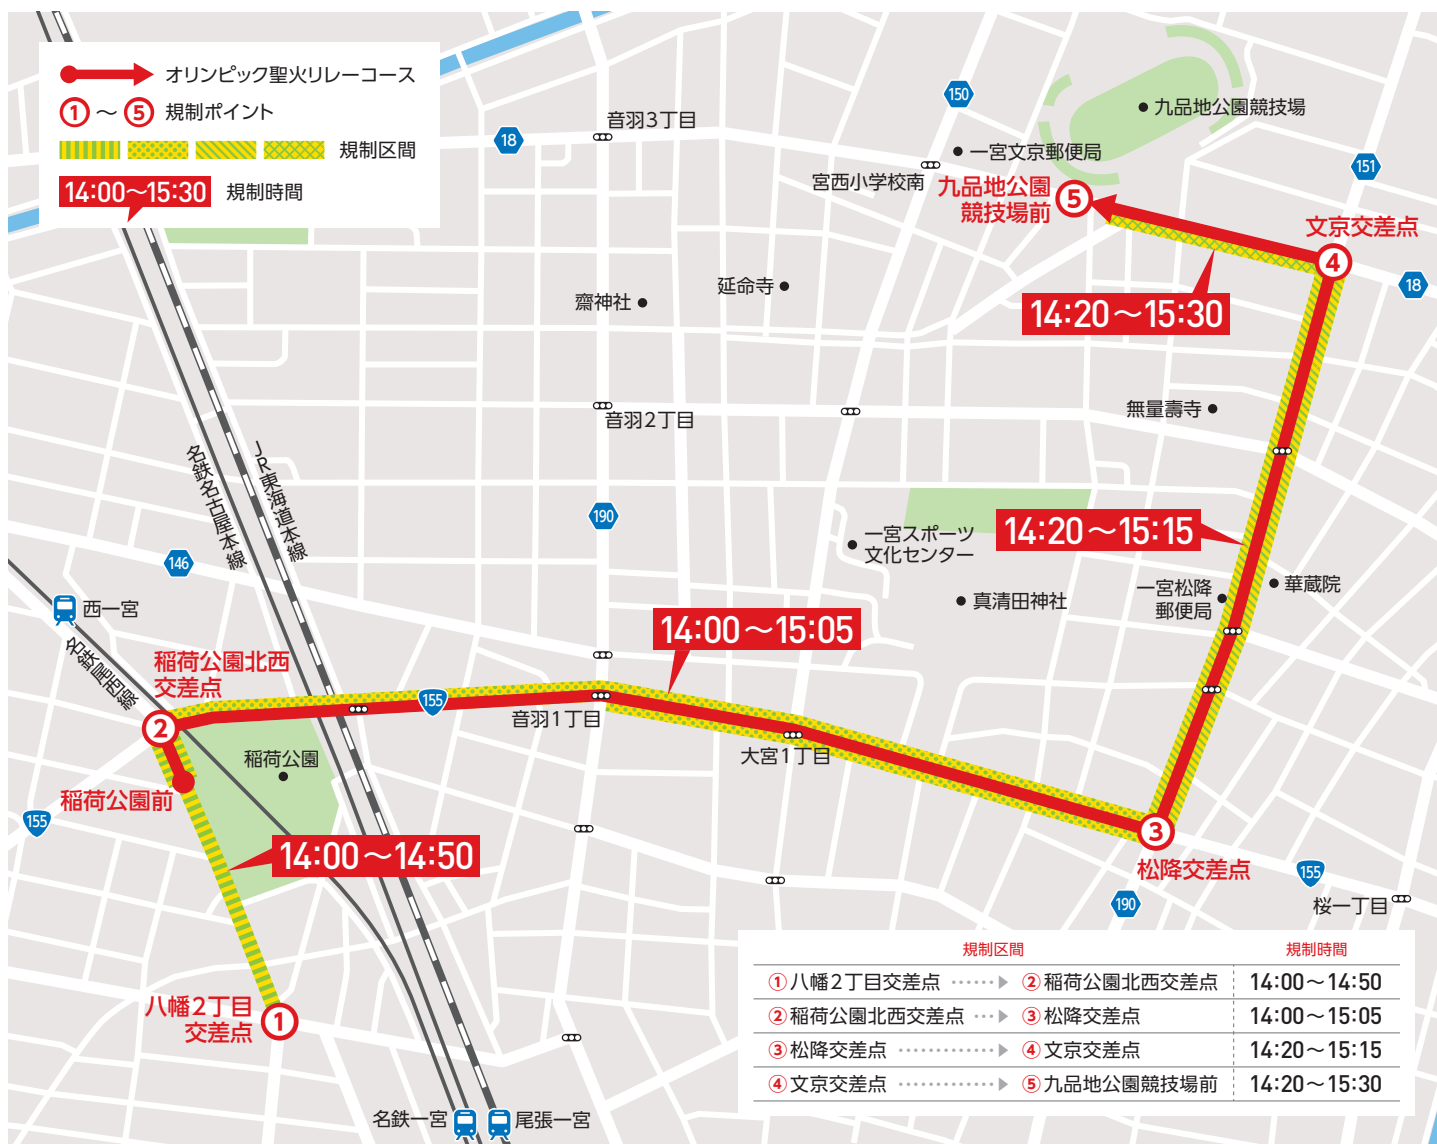 オリンピック聖火リレーコース
①～⑤ 規制ポイント
規制区間
14:00～15:30 規制時間
音羽3丁目
18
150
九品地公園競技場
一宮文京郵便局
宮西小学校南
151
九品地公園
競技場前
⑤
文京交差点
④
18
14:20～15:30
延命寺
齋神社
無量壽寺
音羽2丁目
名鉄名古屋本線
JR東海道本線
190
14:20～15:15
一宮スポーツ
文化センター
146
西一宮
名鉄尾西線
真清田神社
一宮松降
郵便局
華蔵院
14:00～15:05
稲荷公園北西
交差点
②
155
音羽1丁目
大宮1丁目
稲荷公園
稲荷公園前
155
14:00～14:50
③
松降交差点
155
190
桜一丁目
八幡2丁目
交差点
①
名鉄一宮
尾張一宮
規制区間 規制時間
①八幡2丁目交差点 ②稲荷公園北西交差点 14:00～14:50
②稲荷公園北西交差点 ③松降交差点 14:00～15:05
③松降交差点 ④文京交差点 14:20～15:15
④文京交差点 ⑤九品地公園競技場前 14:20～15:30